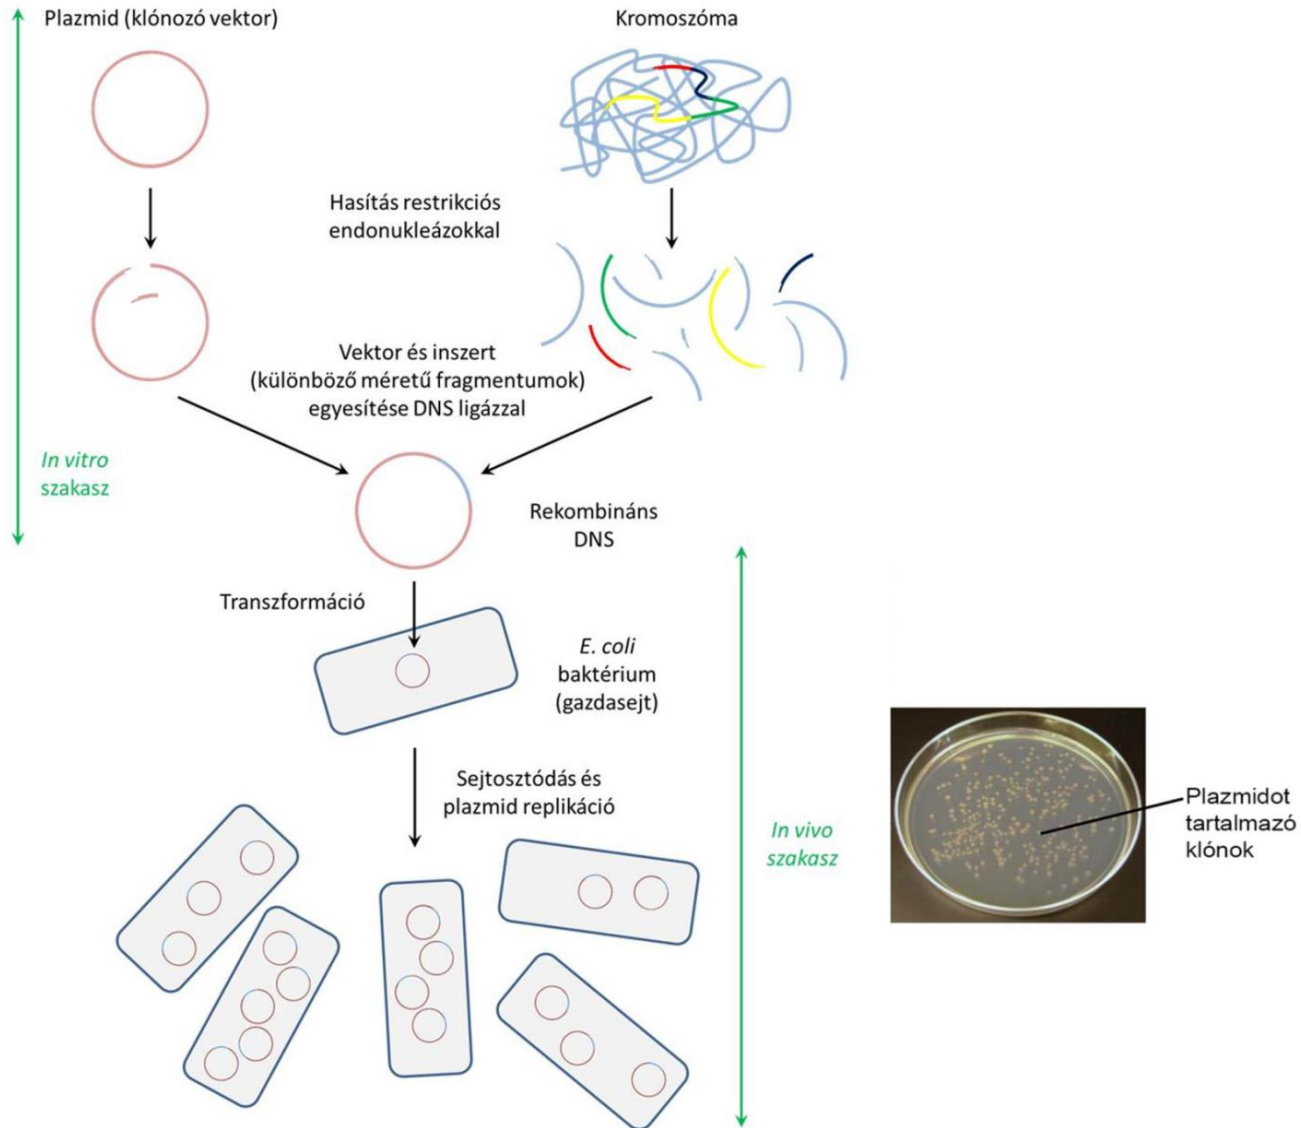 Plazmid (klónozó vektor)
Kromoszóma
Hasítás restrikciós
endonukleázokkal
Vektor és inszert
(különböző méretű fragmentumok)
egyesítése DNS ligázzal
In vitro
szakasz
Rekombináns
DNS
Transzformáció
E. coli
baktérium
(gazdasejt)
Sejtosztódás és
plazmid replikáció
In vivo
szakasz
Plazmidot
tartalmazó
klónok